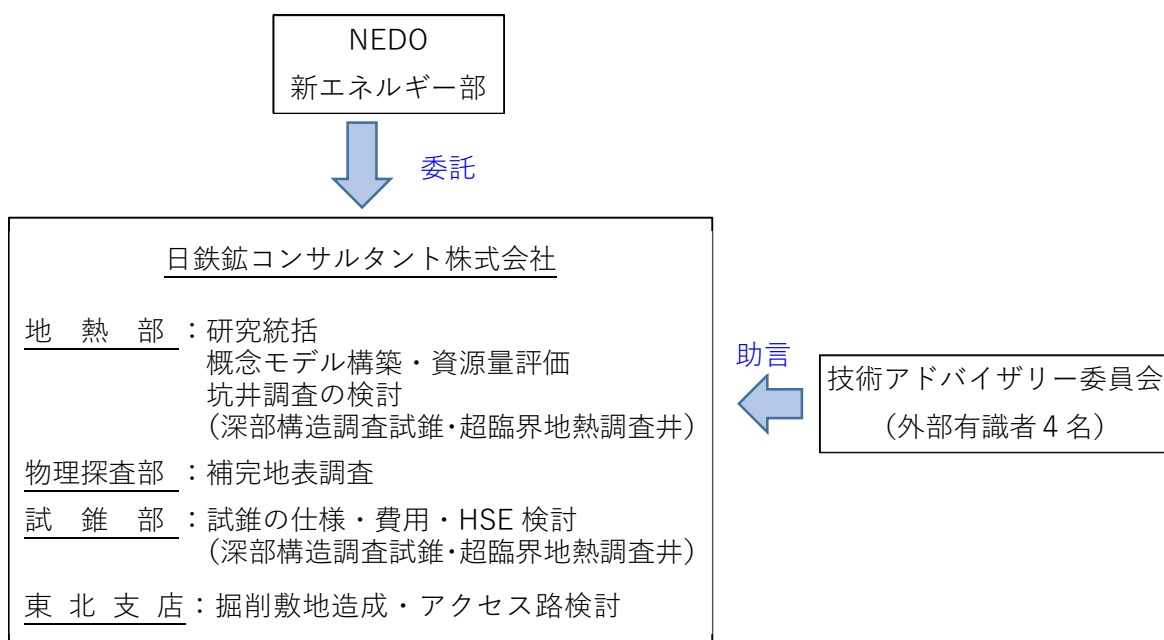 NEDO
新エネルギー部
委託
日鉄鉱コンサルタント株式会社
地 熱 部 ：研究統括
概念モデル構築・資源量評価
坑井調査の検討
（深部構造調査試錐・超臨界地熱調査井）
物理探査部 ：補完地表調査
試 錐 部 ：試錐の仕様・費用・HSE 検討
（深部構造調査試錐・超臨界地熱調査井）
東 北 支 店：掘削敷地造成・アクセス路検討
助言
技術アドバイザリー委員会
（外部有識者 4 名）